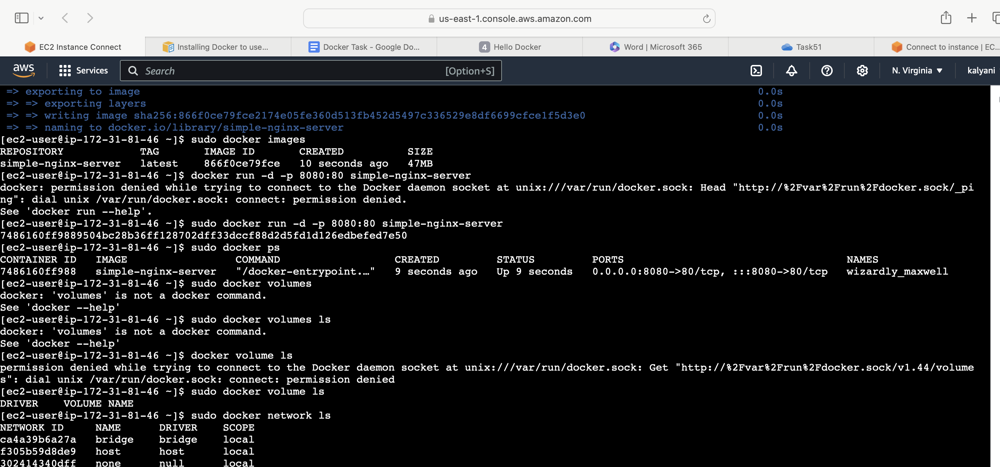 us-east-1.console.aws.amazon.com
EC2 Instance Connect
Installing Docker to use...
Docker Task - Google Do...
4 Hello Docker
Word | Microsoft 365
Task51
Connect to instance | EC...
aws
Services
Search
[Option+S]
N. Virginia
kalyani
=> exporting to image 0.0s
=> => exporting layers 0.0s
=> => writing image sha256:866f0ce79fce2174e05fe360d513fb452d5497c336529e8df6699cfce1f5d3e0 0.0s
=> => naming to docker.io/library/simple-nginx-server 0.0s
[ec2-user@ip-172-31-81-46 ~]$ sudo docker images
REPOSITORY TAG IMAGE ID CREATED SIZE
simple-nginx-server latest 866f0ce79fce 10 seconds ago 47MB
[ec2-user@ip-172-31-81-46 ~]$ docker run -d -p 8080:80 simple-nginx-server
docker: permission denied while trying to connect to the Docker daemon socket at unix:///var/run/docker.sock: Head "http://%2Fvar%2Frun%2Fdocker.sock/_pi
ng": dial unix /var/run/docker.sock: connect: permission denied.
See 'docker run --help'.
[ec2-user@ip-172-31-81-46 ~]$ sudo docker run -d -p 8080:80 simple-nginx-server
7486160ff9889504bc28b36ff128702dff33dccf88d2d5fd1d126edbefed7e50
[ec2-user@ip-172-31-81-46 ~]$ sudo docker ps
CONTAINER ID IMAGE COMMAND CREATED STATUS PORTS NAMES
7486160ff988 simple-nginx-server "/docker-entrypoint.…" 9 seconds ago Up 9 seconds 0.0.0.0:8080->80/tcp, :::8080->80/tcp wizardly_maxwell
[ec2-user@ip-172-31-81-46 ~]$ sudo docker volumes
docker: 'volumes' is not a docker command.
See 'docker --help'
[ec2-user@ip-172-31-81-46 ~]$ sudo docker volumes ls
docker: 'volumes' is not a docker command.
See 'docker --help'
[ec2-user@ip-172-31-81-46 ~]$ docker volume ls
permission denied while trying to connect to the Docker daemon socket at unix:///var/run/docker.sock: Get "http://%2Fvar%2Frun%2Fdocker.sock/v1.44/volume
s": dial unix /var/run/docker.sock: connect: permission denied
[ec2-user@ip-172-31-81-46 ~]$ sudo docker volume ls
DRIVER VOLUME NAME
[ec2-user@ip-172-31-81-46 ~]$ sudo docker network ls
NETWORK ID NAME DRIVER SCOPE
ca4a39b6a27a bridge bridge local
f305b59d8de9 host host local
302414340dff none null local